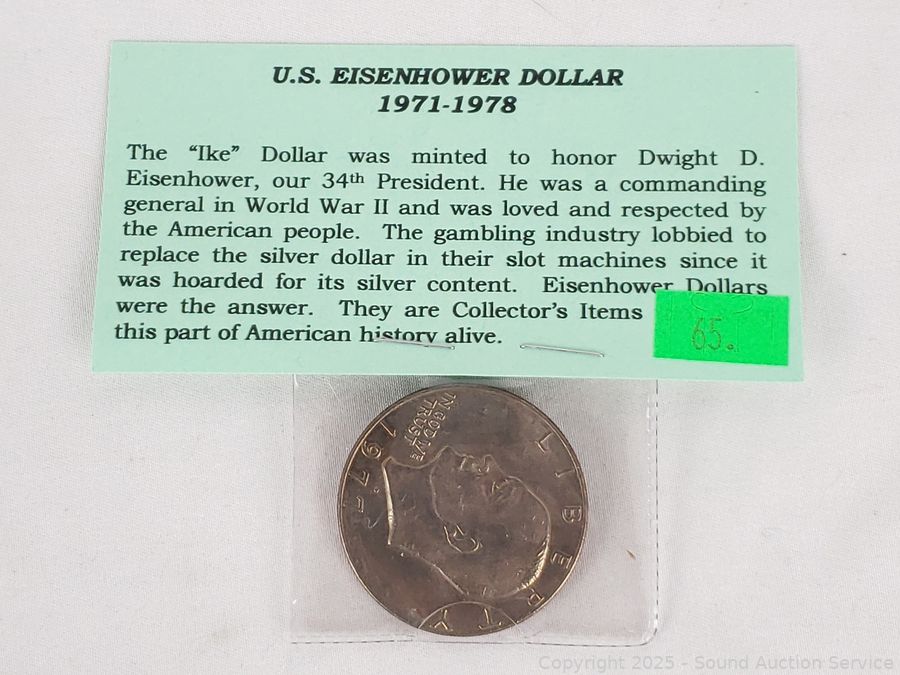 U.S. EISENHOWER DOLLAR
1971-1978
The “Ike” Dollar was minted to honor Dwight D.
Eisenhower, our 34th President. He was a commanding
general in World War II and was loved and respected by
the American people. The gambling industry lobbied to
replace the silver dollar in their slot machines since it
was hoarded for its silver content. Eisenhower Dollars
were the answer. They are Collector’s Items
this part of American history alive.
65.
IN GOD WE
TRUST
LIBERTY
Copyright 2025 - Sound Auction Service